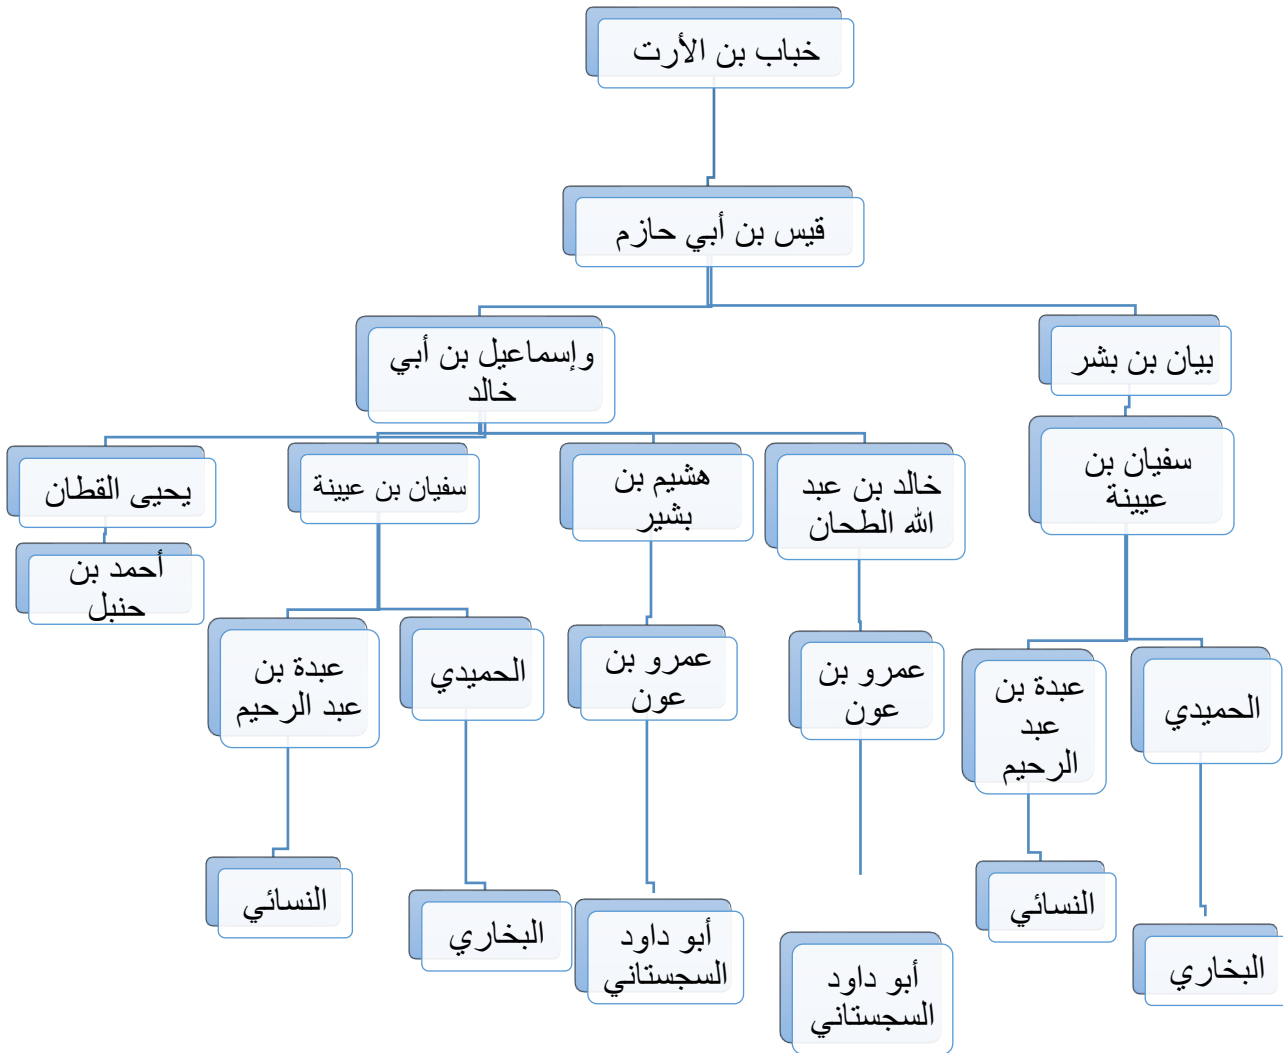 خباب بن الأرت
قيس بن أبي حازم
بيان بن بشر
وإسماعيل بن أبي
خالد
سفيان بن
عيينة
خالد بن عبد
الله الطحان
هشيم بن
بشير
سفيان بن عيينة
يحيى القطان
أحمد بن
حنبل
الحميدي
عبدة بن
عبد
الرحيم
عمرو بن
عون
عمرو بن
عون
الحميدي
عبدة بن
عبد الرحيم
البخاري
النسائي
أبو داود
السجستاني
أبو داود
السجستاني
البخاري
النسائي